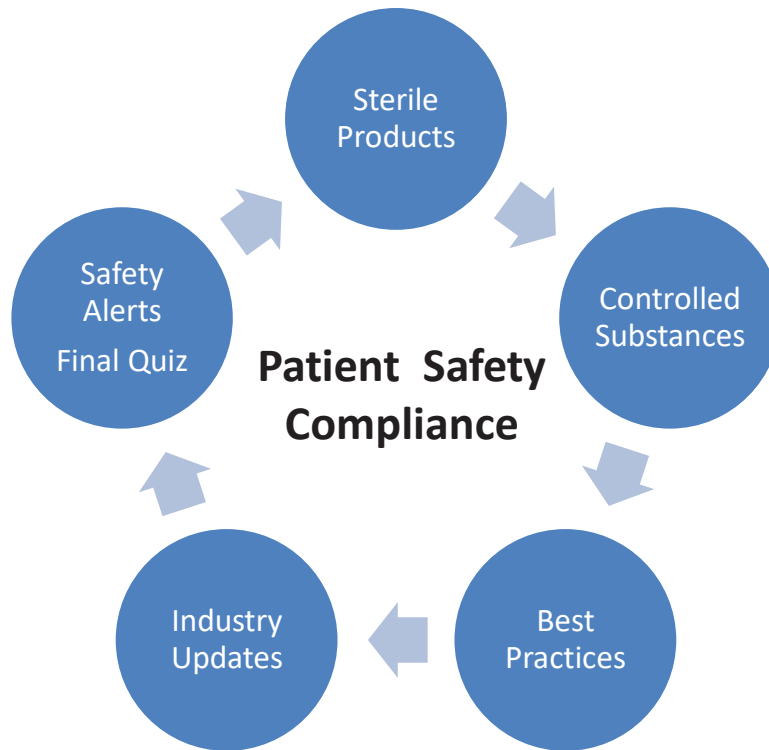 Sterile
Products
Controlled
Substances
Best
Practices
Industry
Updates
Safety
Alerts
Final Quiz
Patient Safety
Compliance